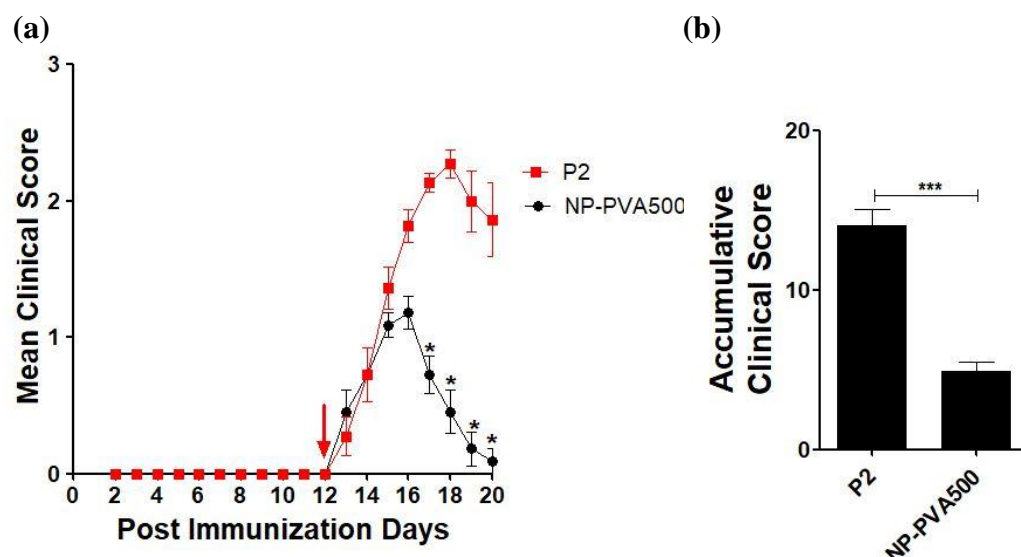 (a)
3
2
1
0
Mean Clinical Score
0 2 4 6 8 10 12 14 16 18 20
Post Immunization Days
* * * *
P2
NP-PVA500
(b)
20
10
0
Accumulative
Clinical Score
***
P2
NP-PVA500